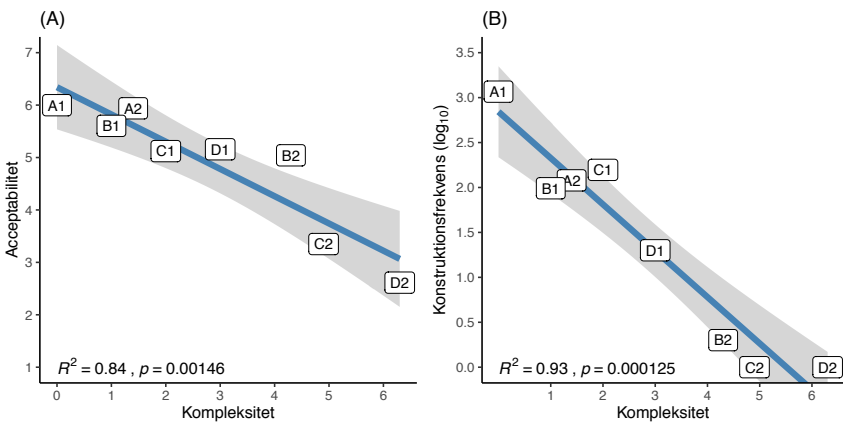 (A)
Acceptabilitet
7
6
5
4
3
2
1
A1
A2
B1
C1
D1
B2
C2
D2
R² = 0.84 , p = 0.00146
0 1 2 3 4 5 6
Kompleksitet
(B)
Konstruktionsfrekvens (log₁₀)
3.5
3.0
2.5
2.0
1.5
1.0
0.5
0.0
A1
C1
A2
B1
D1
B2
C2
D2
R² = 0.93 , p = 0.000125
1 2 3 4 5 6
Kompleksitet